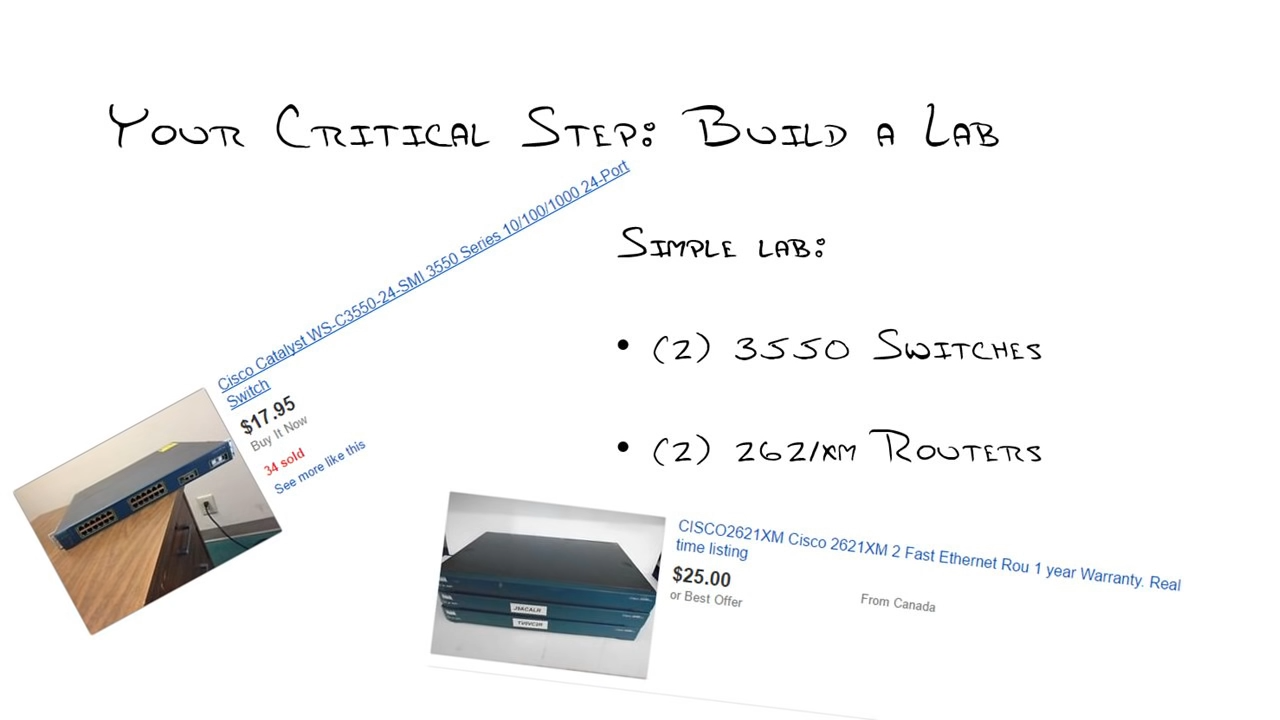 Your Critical Step: Build a Lab
Cisco Catalyst WS-C3550-24-SMI 3550 Series 10/100/1000 24-Port
Switch
$17.95
Buy It Now
34 sold
See more like this
Simple lab:
• (2) 3550 Switches
• (2) 2621xm Routers
CISCO2621XM Cisco 2621XM 2 Fast Ethernet Rou 1 year Warranty. Real
time listing
$25.00
or Best Offer
From Canada